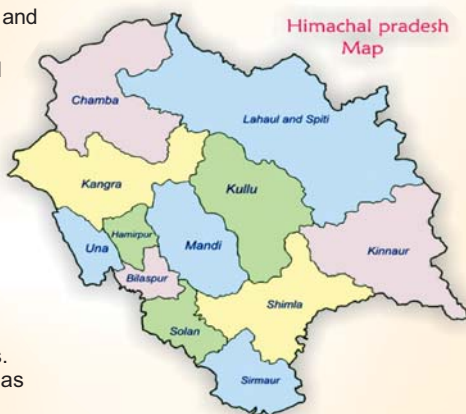 and
Himachal pradesh
Map
Chamba
Lahaul and Spiti
Kangra
Kullu
Hamirpur
Una
Mandi
Kinnaur
Bilaspur
Shimla
Solan
s.
as
Sirmaur